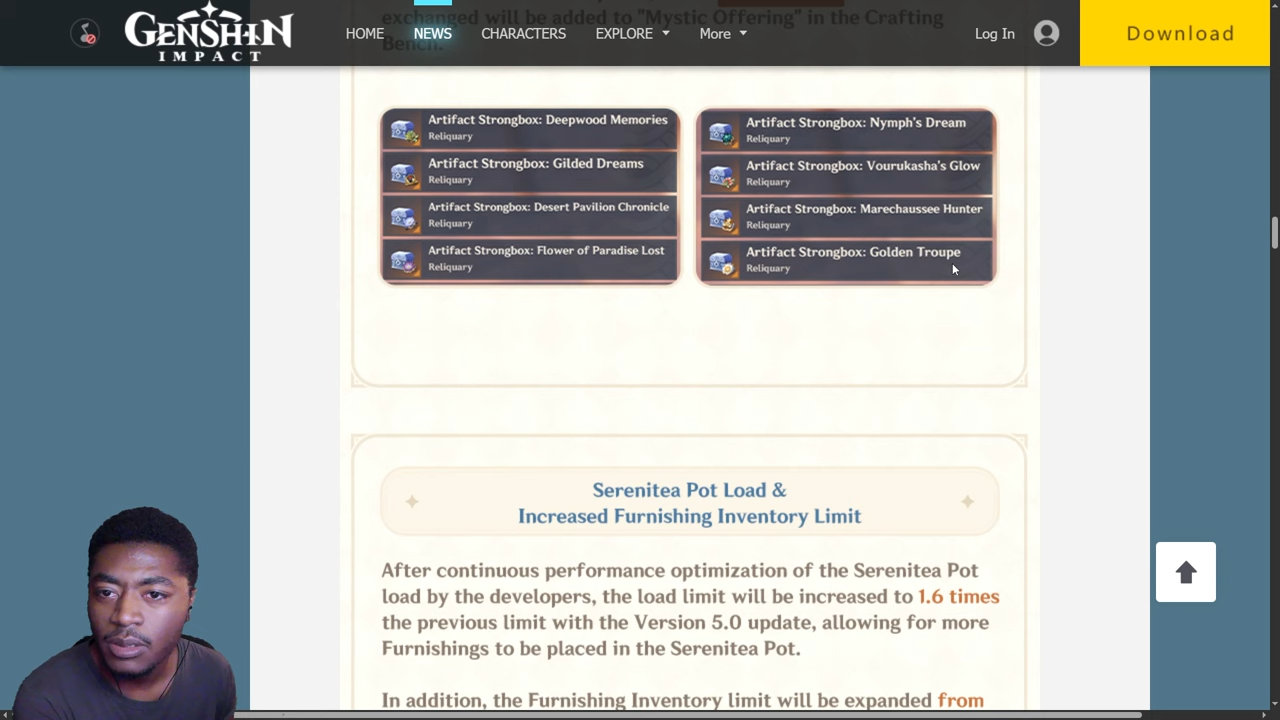 exchanged will be added to "Mystic Offering" in the Crafting
Bench.
GENSHIN
IMPACT
HOME
NEWS
CHARACTERS
EXPLORE
More
Log In
Download
Artifact Strongbox: Deepwood Memories
Reliquary
Artifact Strongbox: Gilded Dreams
Reliquary
Artifact Strongbox: Desert Pavilion Chronicle
Reliquary
Artifact Strongbox: Flower of Paradise Lost
Reliquary
Artifact Strongbox: Nymph's Dream
Reliquary
Artifact Strongbox: Vourukasha's Glow
Reliquary
Artifact Strongbox: Marechaussee Hunter
Reliquary
Artifact Strongbox: Golden Troupe
Reliquary
Serenitea Pot Load &
Increased Furnishing Inventory Limit
After continuous performance optimization of the Serenitea Pot
load by the developers, the load limit will be increased to 1.6 times
the previous limit with the Version 5.0 update, allowing for more
Furnishings to be placed in the Serenitea Pot.
In addition, the Furnishing Inventory limit will be expanded from